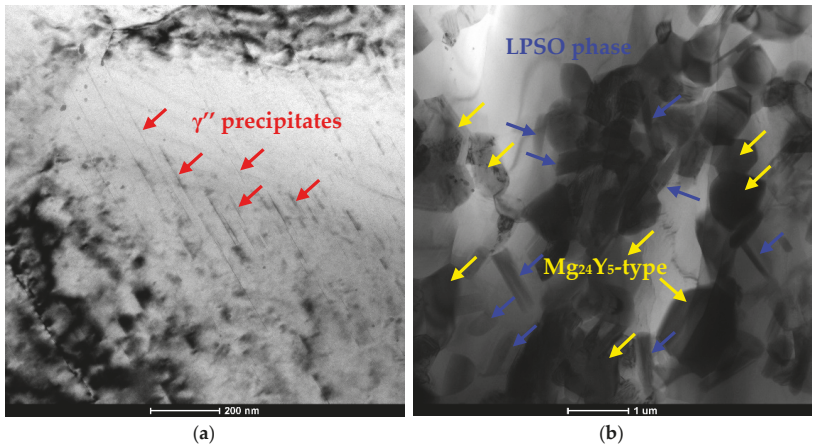 γ″ precipitates
LPSO phase
Mg₂₄Y₅-type
200 nm
1 um
(a)
(b)